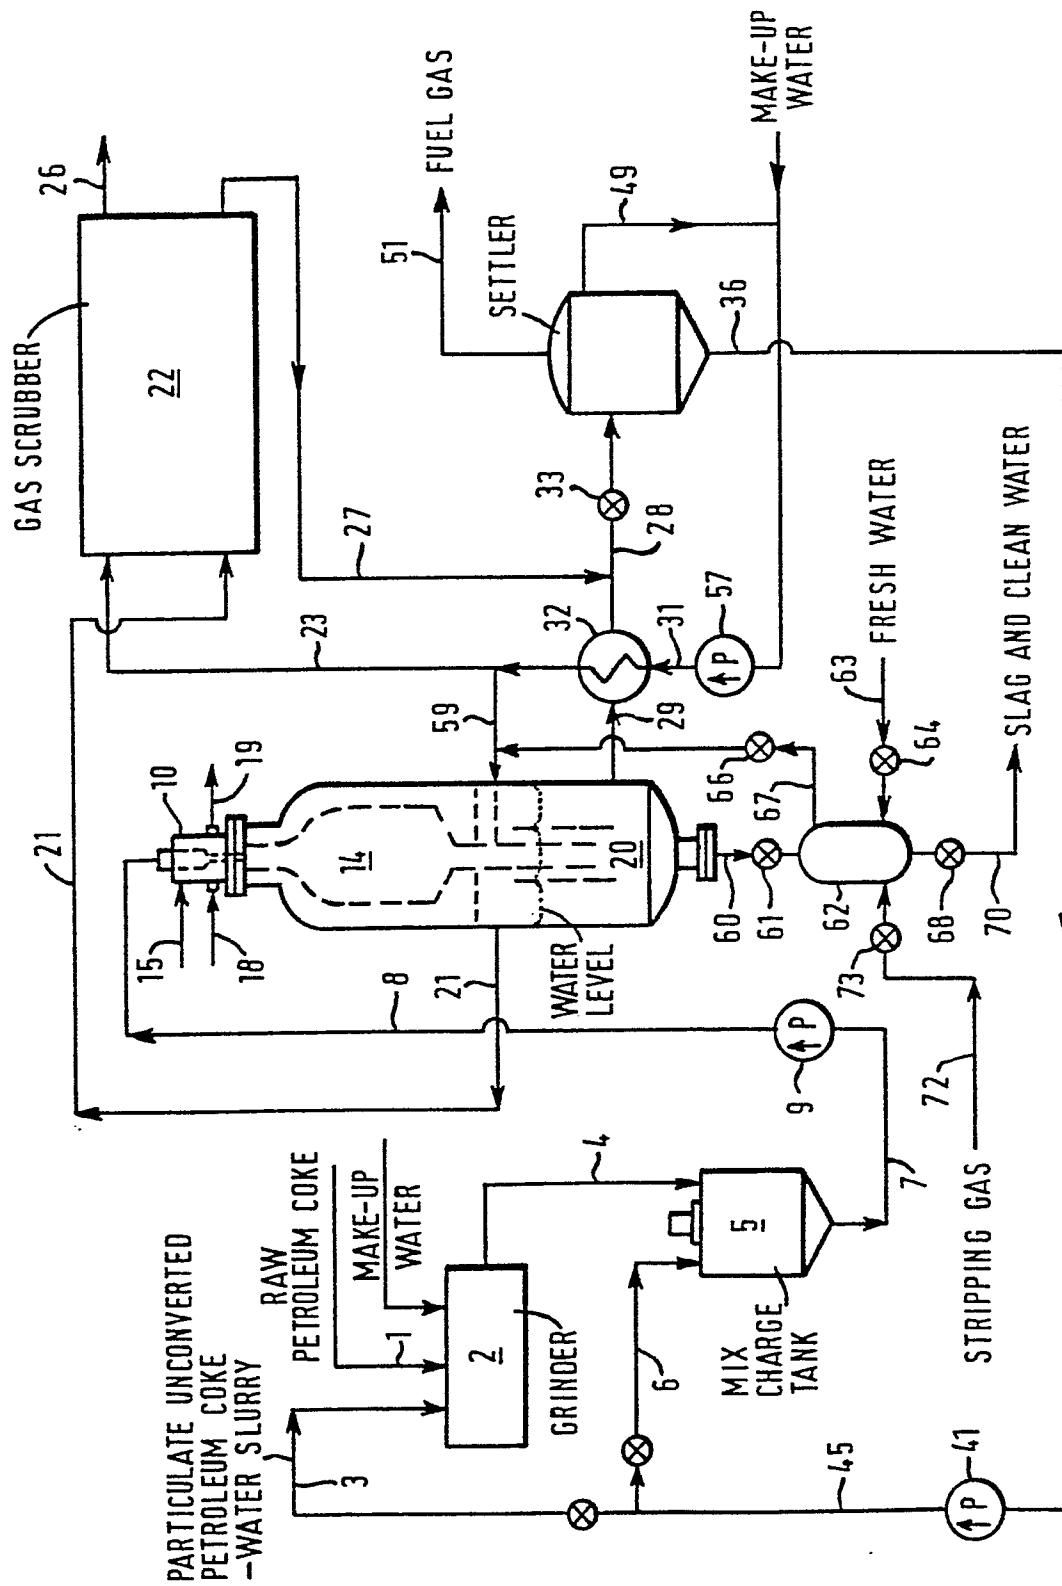 PARTICULATE UNCONVERTED
PETROLEUM COKE
-WATER SLURRY
3
RAW
PETROLEUM COKE
1
MAKE-UP
WATER
2
GRINDER
4
6
5
MIX
CHARGE
TANK
45
41
P
7
9
P
8
21
15
18
10
19
14
21
WATER
LEVEL
20
59
23
GAS SCRUBBER
22
26
27
29
32
28
33
31
57
P
SETTLER
51
FUEL GAS
49
36
MAKE-UP
WATER
60
61
62
66
67
63
64
FRESH WATER
68
70
SLAG AND CLEAN WATER
73
72
STRIPPING GAS